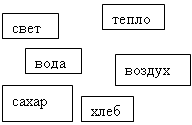 свет
тепло
вода
воздух
сахар
хлеб